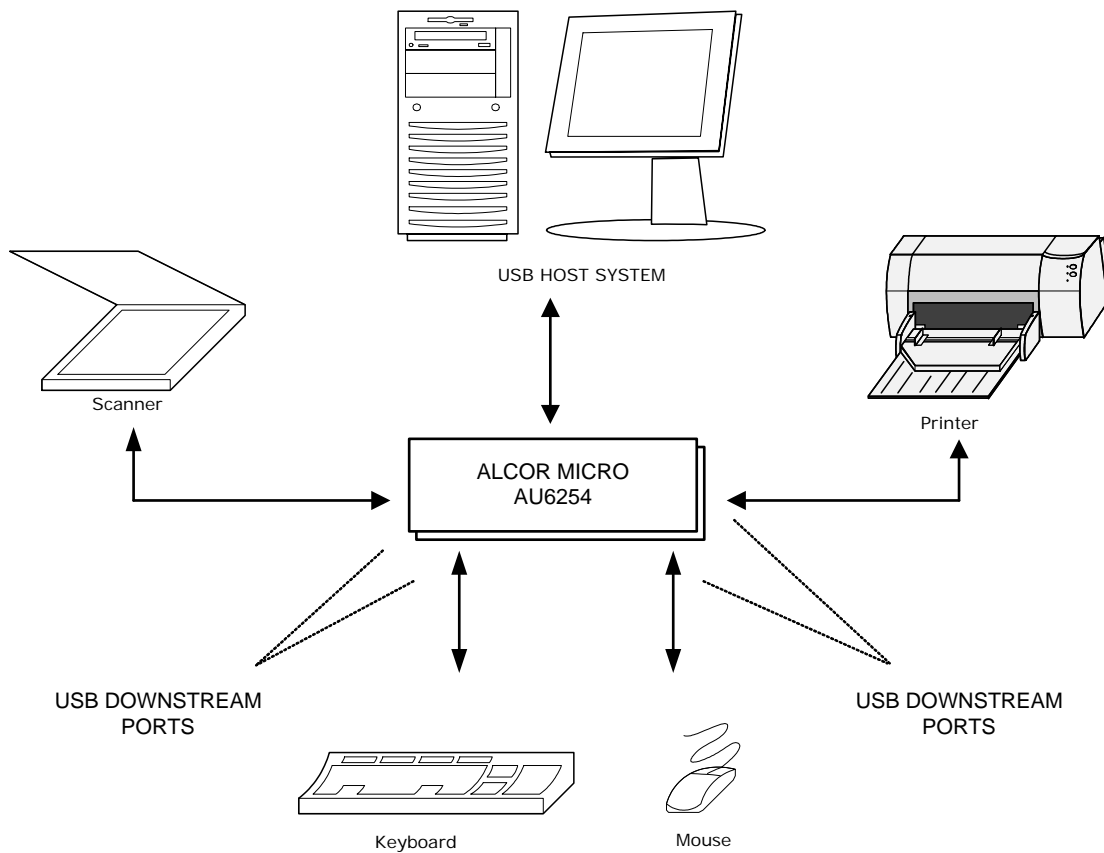 USB HOST SYSTEM
Scanner
Printer
ALCOR MICRO
AU6254
USB DOWNSTREAM
PORTS
USB DOWNSTREAM
PORTS
Keyboard
Mouse